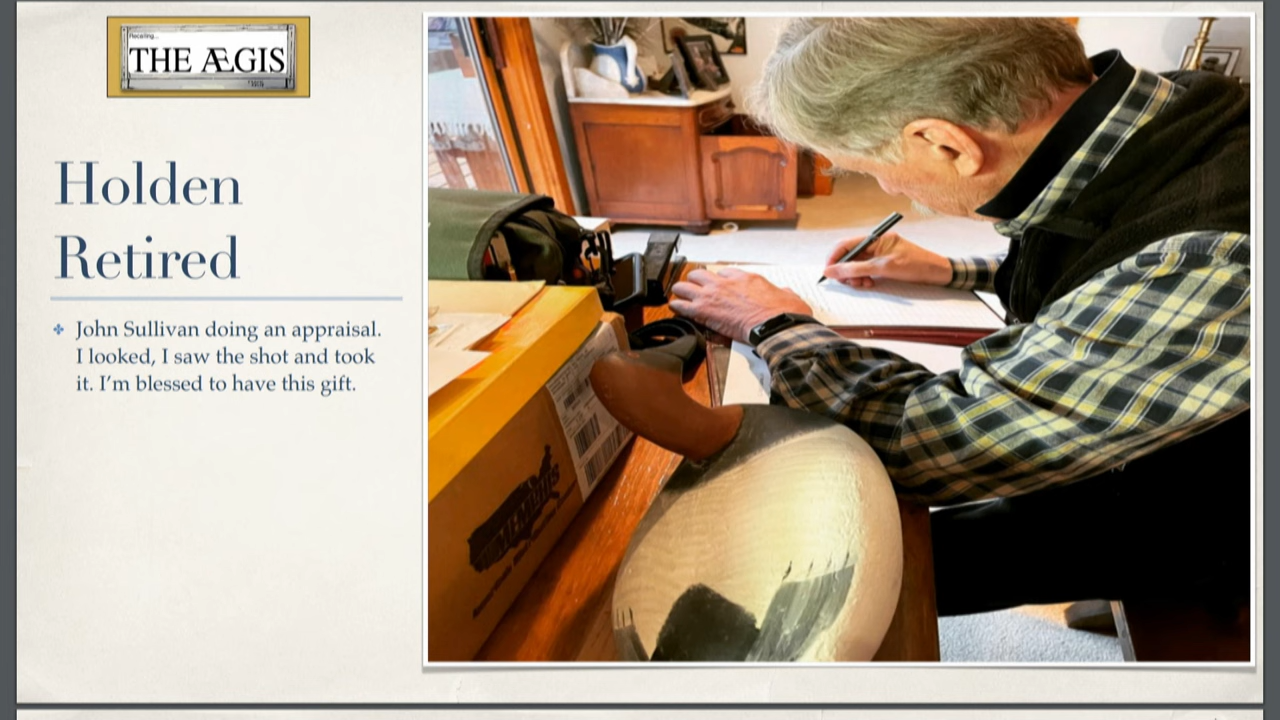 THE ÆGIS
Holden
Retired
John Sullivan doing an appraisal.
I looked, I saw the shot and took
it. I'm blessed to have this gift.